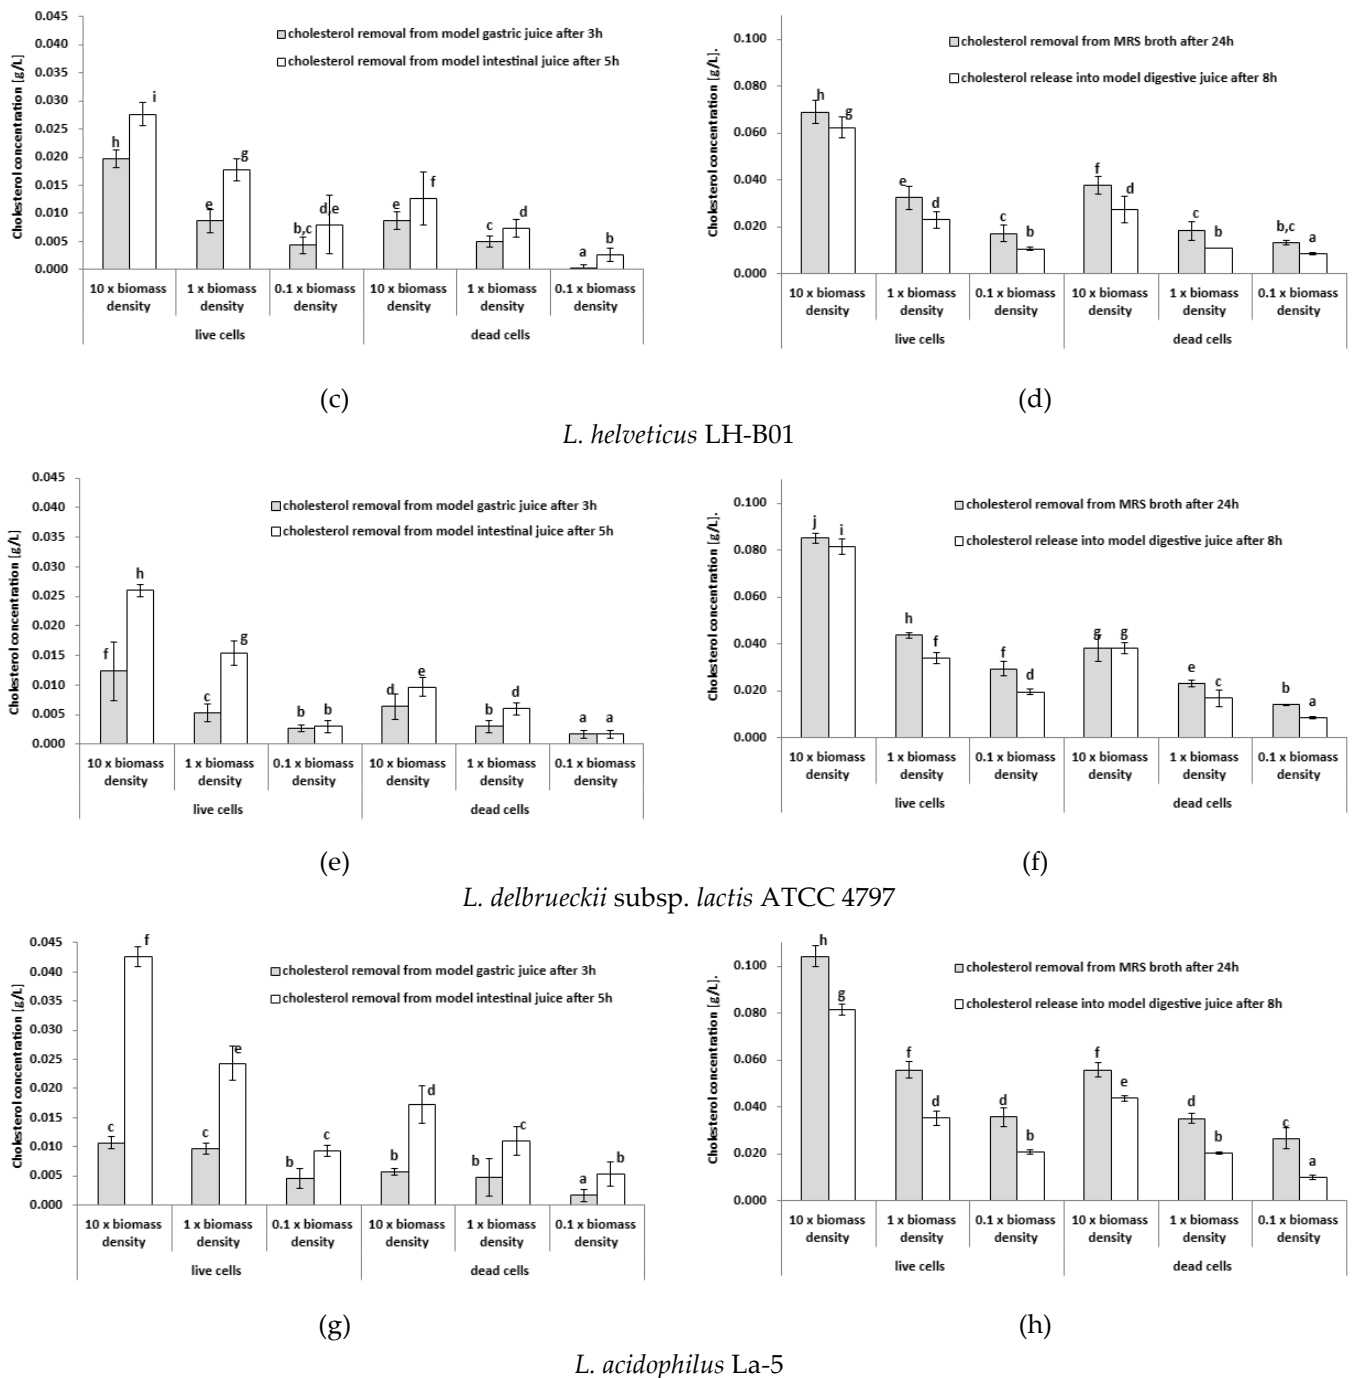 0.045
0.040
0.035
0.030
0.025
0.020
0.015
0.010
0.005
0.000
Cholesterol concentration [g/L]
cholesterol removal from model gastric juice after 3h
cholesterol removal from model intestinal juice after 5h
h i e g b,c d,e e f c d a b
10 x biomass density
1 x biomass density
0.1 x biomass density
10 x biomass density
1 x biomass density
0.1 x biomass density
live cells
dead cells
(c)
0.100
0.080
0.060
0.040
0.020
0.000
Cholesterol concentration [g/L].
cholesterol removal from MRS broth after 24h
cholesterol release into model digestive juice after 8h
h g e d c b f d c b b,c a
10 x biomass density
1 x biomass density
0.1 x biomass density
10 x biomass density
1 x biomass density
0.1 x biomass density
live cells
dead cells
(d)
L. helveticus LH-B01
0.045
0.040
0.035
0.030
0.025
0.020
0.015
0.010
0.005
0.000
Cholesterol concentration [g/L]
cholesterol removal from model gastric juice after 3h
cholesterol removal from model intestinal juice after 5h
f h c g b b d e b d a a
10 x biomass density
1 x biomass density
0.1 x biomass density
10 x biomass density
1 x biomass density
0.1 x biomass density
live cells
dead cells
(e)
0.100
0.080
0.060
0.040
0.020
0.000
Cholesterol concentration [g/L].
cholesterol removal from MRS broth after 24h
cholesterol release into model digestive juice after 8h
j i h f f d g g e c b a
10 x biomass density
1 x biomass density
0.1 x biomass density
10 x biomass density
1 x biomass density
0.1 x biomass density
live cells
dead cells
(f)
L. delbrueckii subsp. lactis ATCC 4797
0.045
0.040
0.035
0.030
0.025
0.020
0.015
0.010
0.005
0.000
Cholesterol concentration [g/L]
cholesterol removal from model gastric juice after 3h
cholesterol removal from model intestinal juice after 5h
c f c e b c b d b c a b
10 x biomass density
1 x biomass density
0.1 x biomass density
10 x biomass density
1 x biomass density
0.1 x biomass density
live cells
dead cells
(g)
0.100
0.080
0.060
0.040
0.020
0.000
Cholesterol concentration [g/L].
cholesterol removal from MRS broth after 24h
cholesterol release into model digestive juice after 8h
h g f d d b f e d b c a
10 x biomass density
1 x biomass density
0.1 x biomass density
10 x biomass density
1 x biomass density
0.1 x biomass density
live cells
dead cells
(h)
L. acidophilus La-5